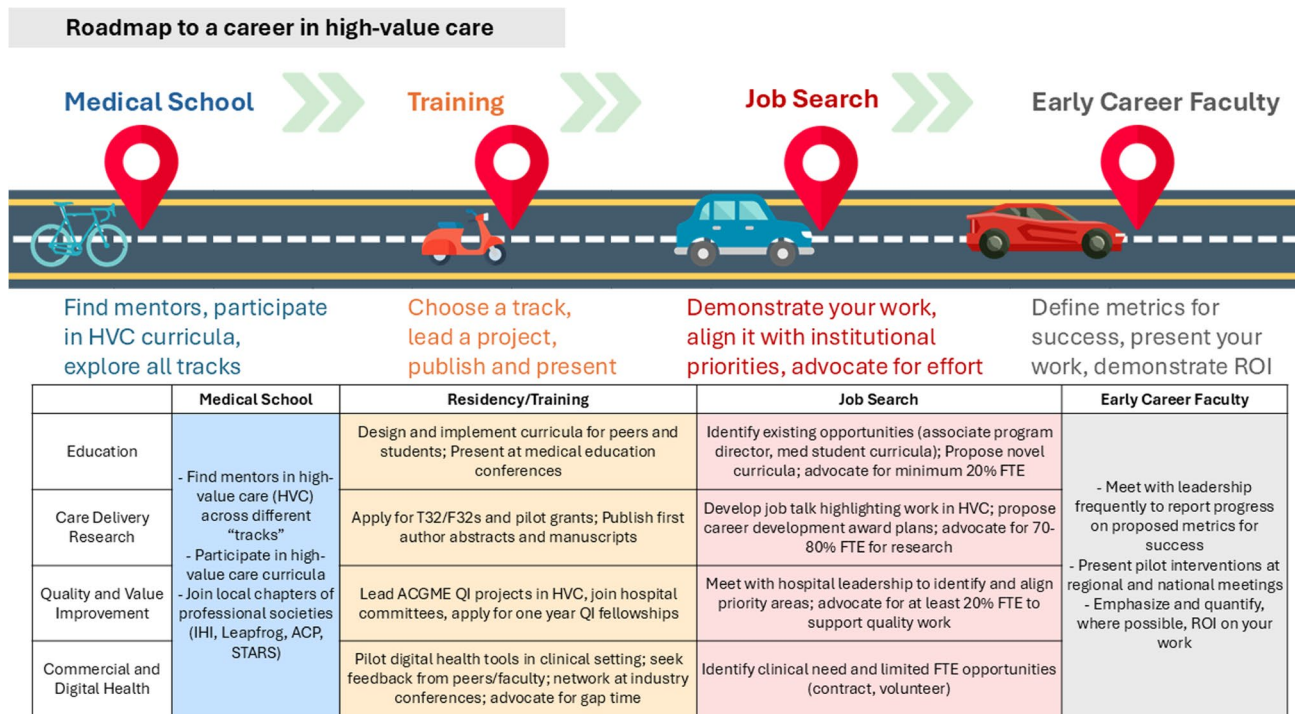 Roadmap to a career in high-value care
Medical School
Training
Job Search
Early Career Faculty
Find mentors, participate
in HVC curricula,
explore all tracks
Choose a track,
lead a project,
publish and present
Demonstrate your work,
align it with institutional
priorities, advocate for effort
Define metrics for
success, present your
work, demonstrate ROI
Medical School
Residency/Training
Job Search
Early Career Faculty
Education
Care Delivery
Research
Quality and Value
Improvement
Commercial and
Digital Health
- Find mentors in high-
value care (HVC)
across different
“tracks”
- Participate in high-
value care curricula
- Join local chapters of
professional societies
(IHI, Leapfrog, ACP,
STARS)
Design and implement curricula for peers and
students; Present at medical education
conferences
Identify existing opportunities (associate program
director, med student curricula); Propose novel
curriculum; advocate for minimum 20% FTE
Apply for T32/F32s and pilot grants; Publish first
author abstracts and manuscripts
Develop job talk highlighting work in HVC; propose
career development award plans; advocate for 70-
80% FTE for research
Lead ACGME QI projects in HVC, join hospital
committees, apply for one year QI fellowships
Meet with hospital leadership to identify and align
priority areas; advocate for at least 20% FTE to
support quality work
Pilot digital health tools in clinical setting; seek
feedback from peers/faculty; network at industry
conferences; advocate for gap time
Identify clinical need and limited FTE opportunities
(contract, volunteer)
- Meet with leadership
frequently to report progress
on proposed metrics for
success
- Present pilot interventions at
regional and national meetings
- Emphasize and quantify,
where possible, ROI on your
work